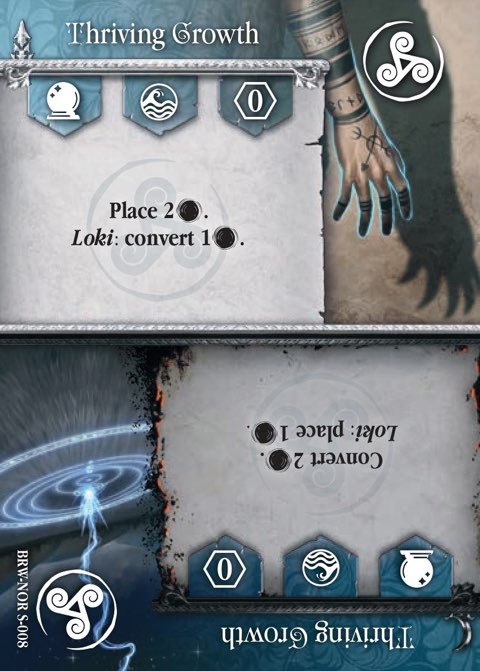 Thriving Growth
0
Place 2 .
Loki: convert 1 .
Convert 2 .
Loki: place 1 .
0
Thriving Growth
BRW-NOR S-008